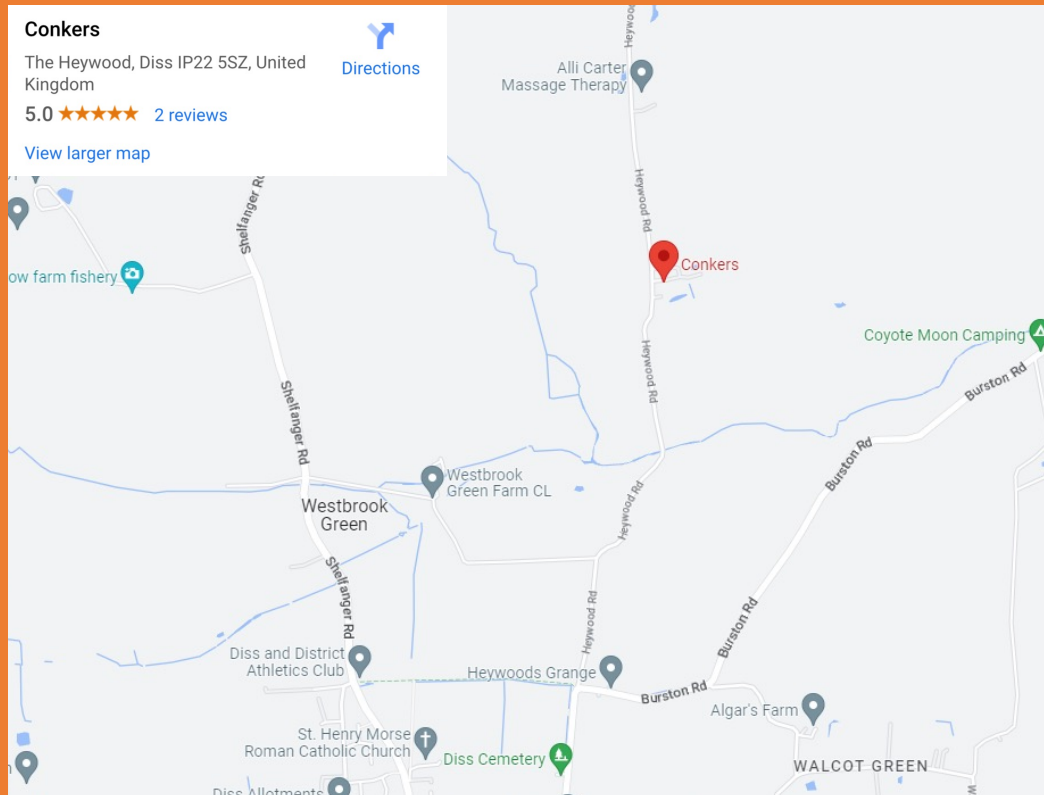 Conkers
The Heywood, Diss IP22 5SZ, United
Kingdom
5.0
2 reviews
View larger map
Directions
Heywood
Alli Carter
Massage Therapy
Heywood Rd
Shelfanger Rd
Conkers
ow farm fishery
Coyote Moon Camping
Heywood Rd
Burston Rd
Shelfanger Rd
Burston Rd
Westbrook
Green Farm CL
Westbrook
Green
Heywood Rd
Shelfanger Rd
Heywood Rd
Burston Rd
Diss and District
Athletics Club
Heywoods Grange
Burston Rd
Algar's Farm
St. Henry Morse
Roman Catholic Church
Diss Cemetery
WALCOT GREEN
Diss Allotments